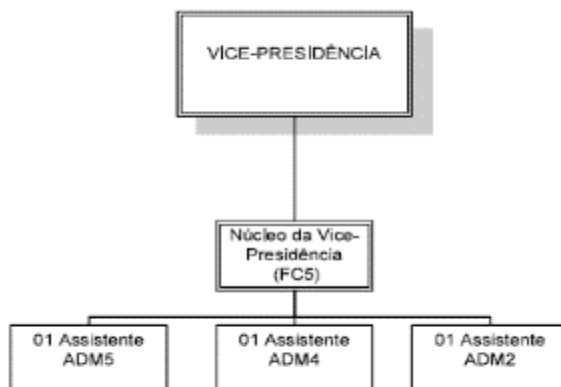 VICE-PRESIDÊNCIA
Núcleo da Vice-
Presidência
(FC5)
01 Assistente
ADM5
01 Assistente
ADM4
01 Assistente
ADM2